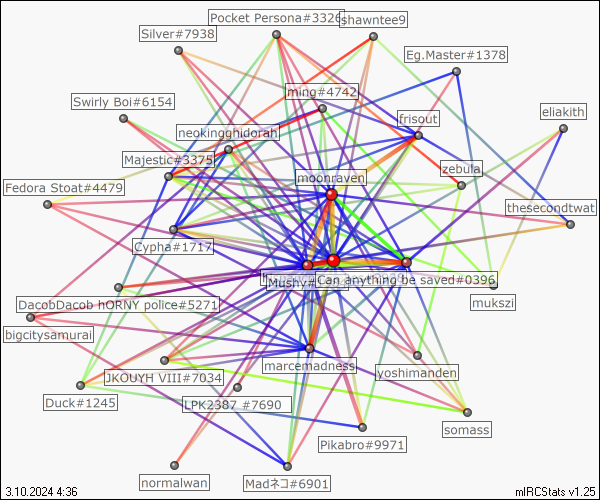 Pocket Persona#3326
shawntee9
Silver#7938
Eg.Master#1378
ming#4742
Swirly Boi#6154
frisout
eliakith
neokingghidorah
Majestic#3375
zebula
moonraven
Fedora Stoat#4479
thesecondtwat
Cypha#1717
Mushy#
Can anything be saved#0396
DacobDacob hORNY police#5271
mukszi
bigcitysamurai
marcemadness
JKOUYH VIII#7034
yoshimanden
Duck#1245
LPK2387 #7690
somass
Pikabro#9971
normalwan
Madネコ#6901
3.10.2024 4:36
mIRCStats v1.25